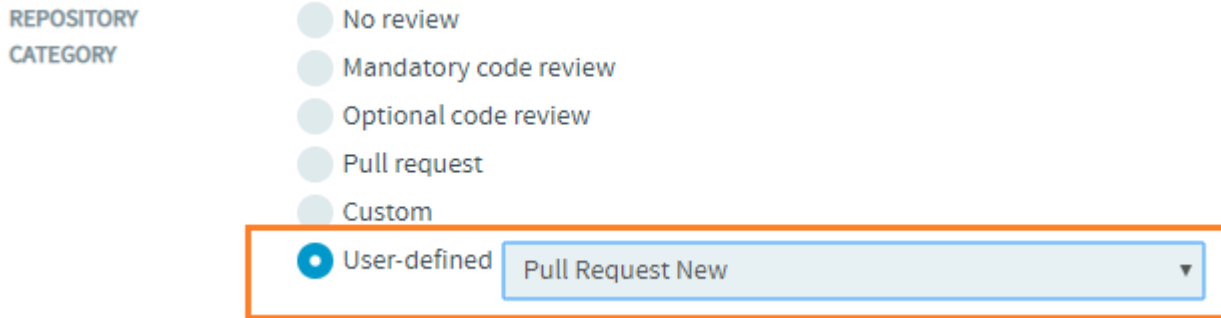 REPOSITORY
CATEGORY
No review
Mandatory code review
Optional code review
Pull request
Custom
User-defined Pull Request New